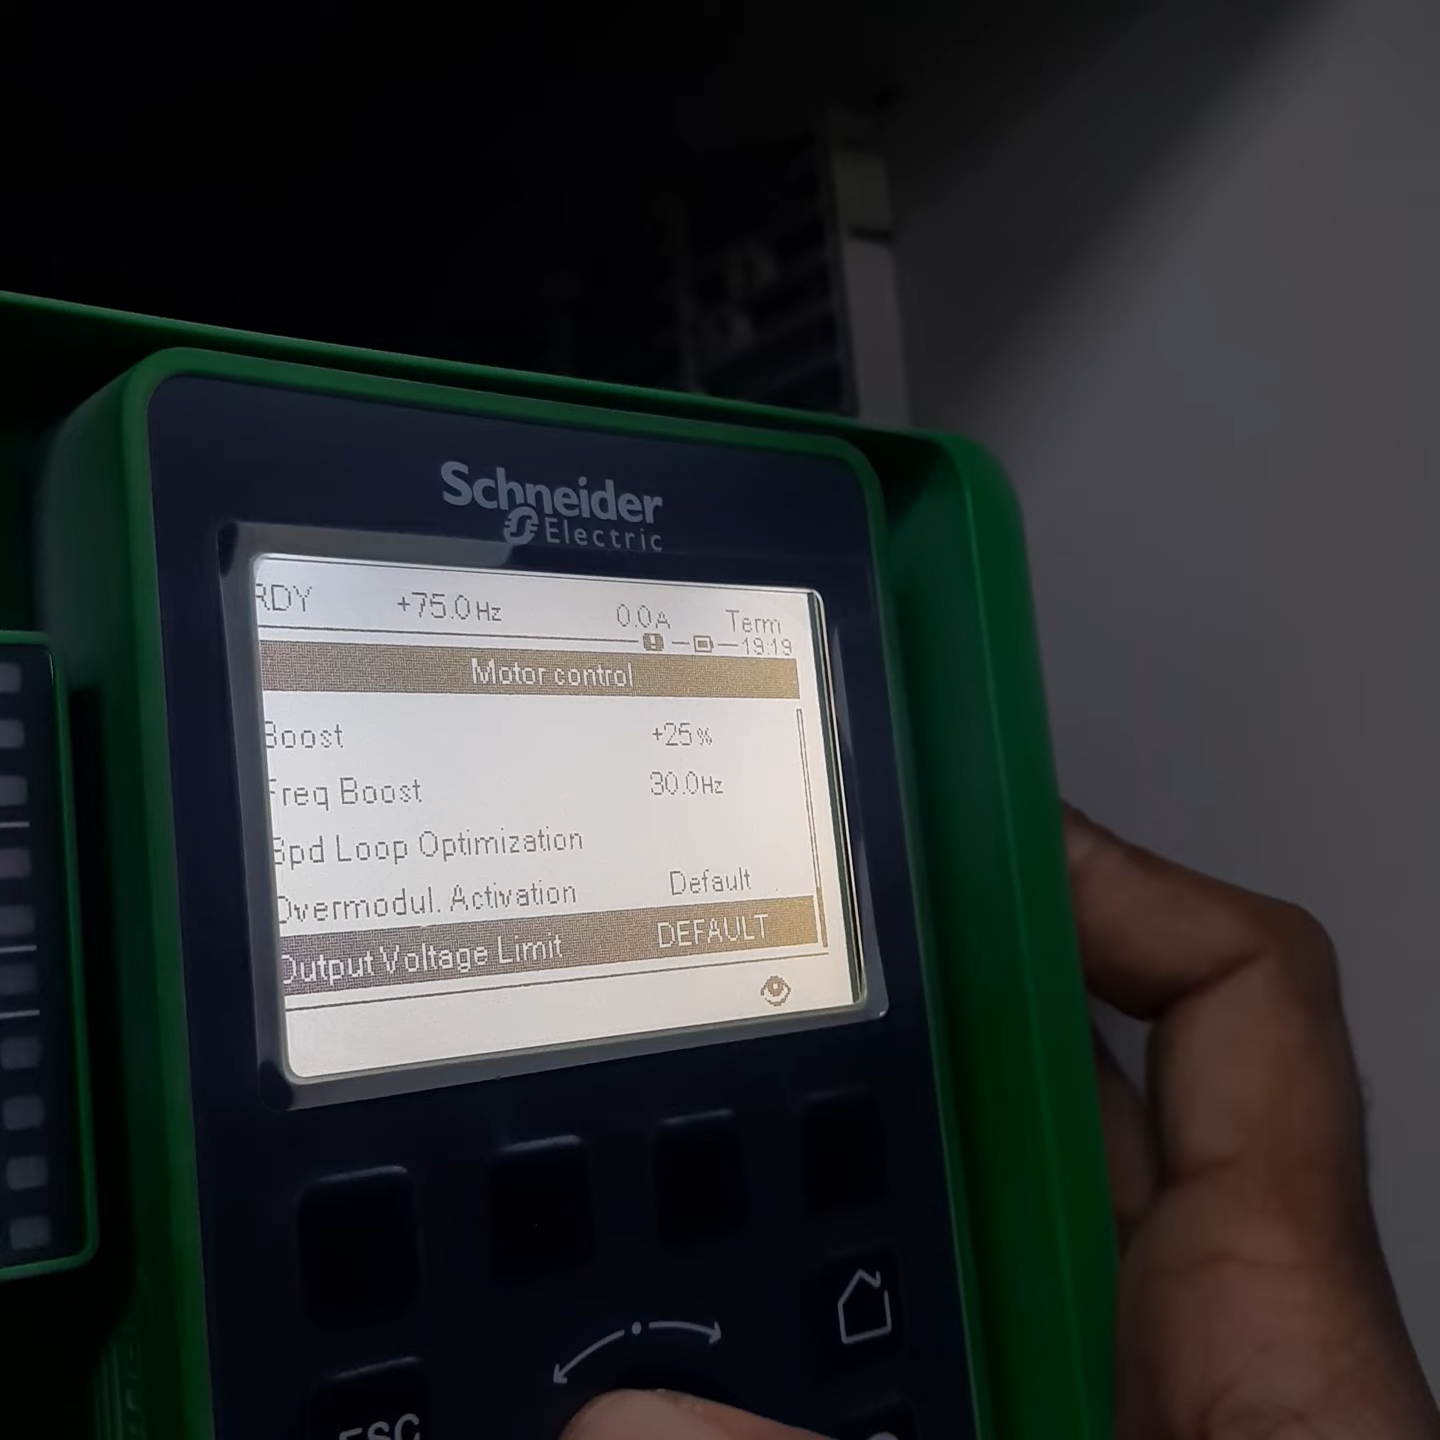 Schneider
Electric
RDY +75.0Hz 0.0A Term
19:19
Motor control
Boost +25%
Freq Boost 30.0Hz
Spd Loop Optimization
Overmodul. Activation Default
Output Voltage Limit DEFAULT
ESC